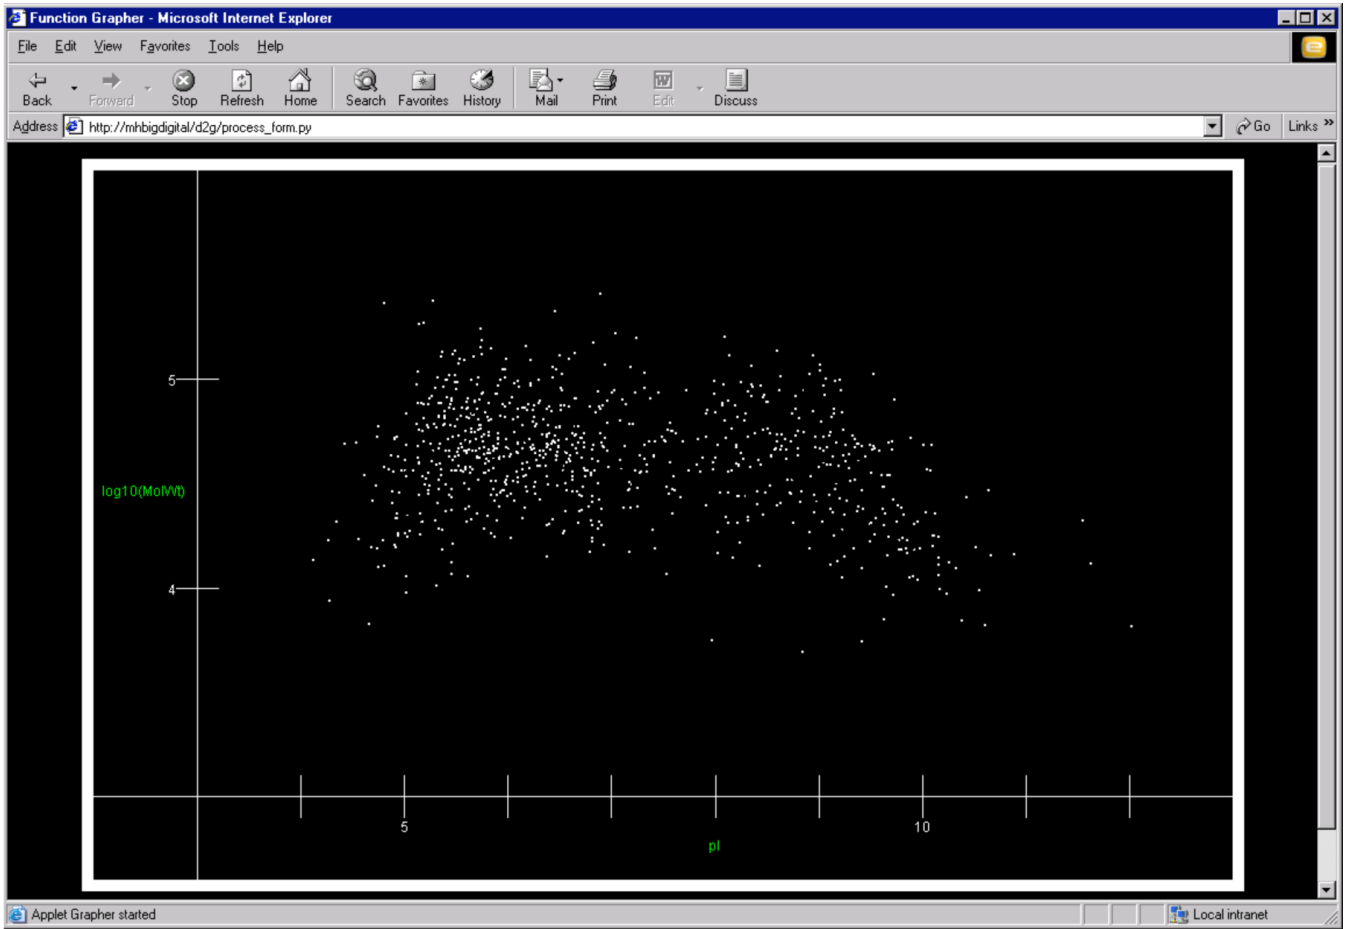 Function Grapher - Microsoft Internet Explorer
File Edit View Favorites Tools Help
Back Forward Stop Refresh Home Search Favorites History Mail Print Edit Discuss
Address http://mhbigdigital/d2g/process_form.py Go Links »
5
log10(MolWt)
4
5 10
pI
Applet Grapher started Local intranet